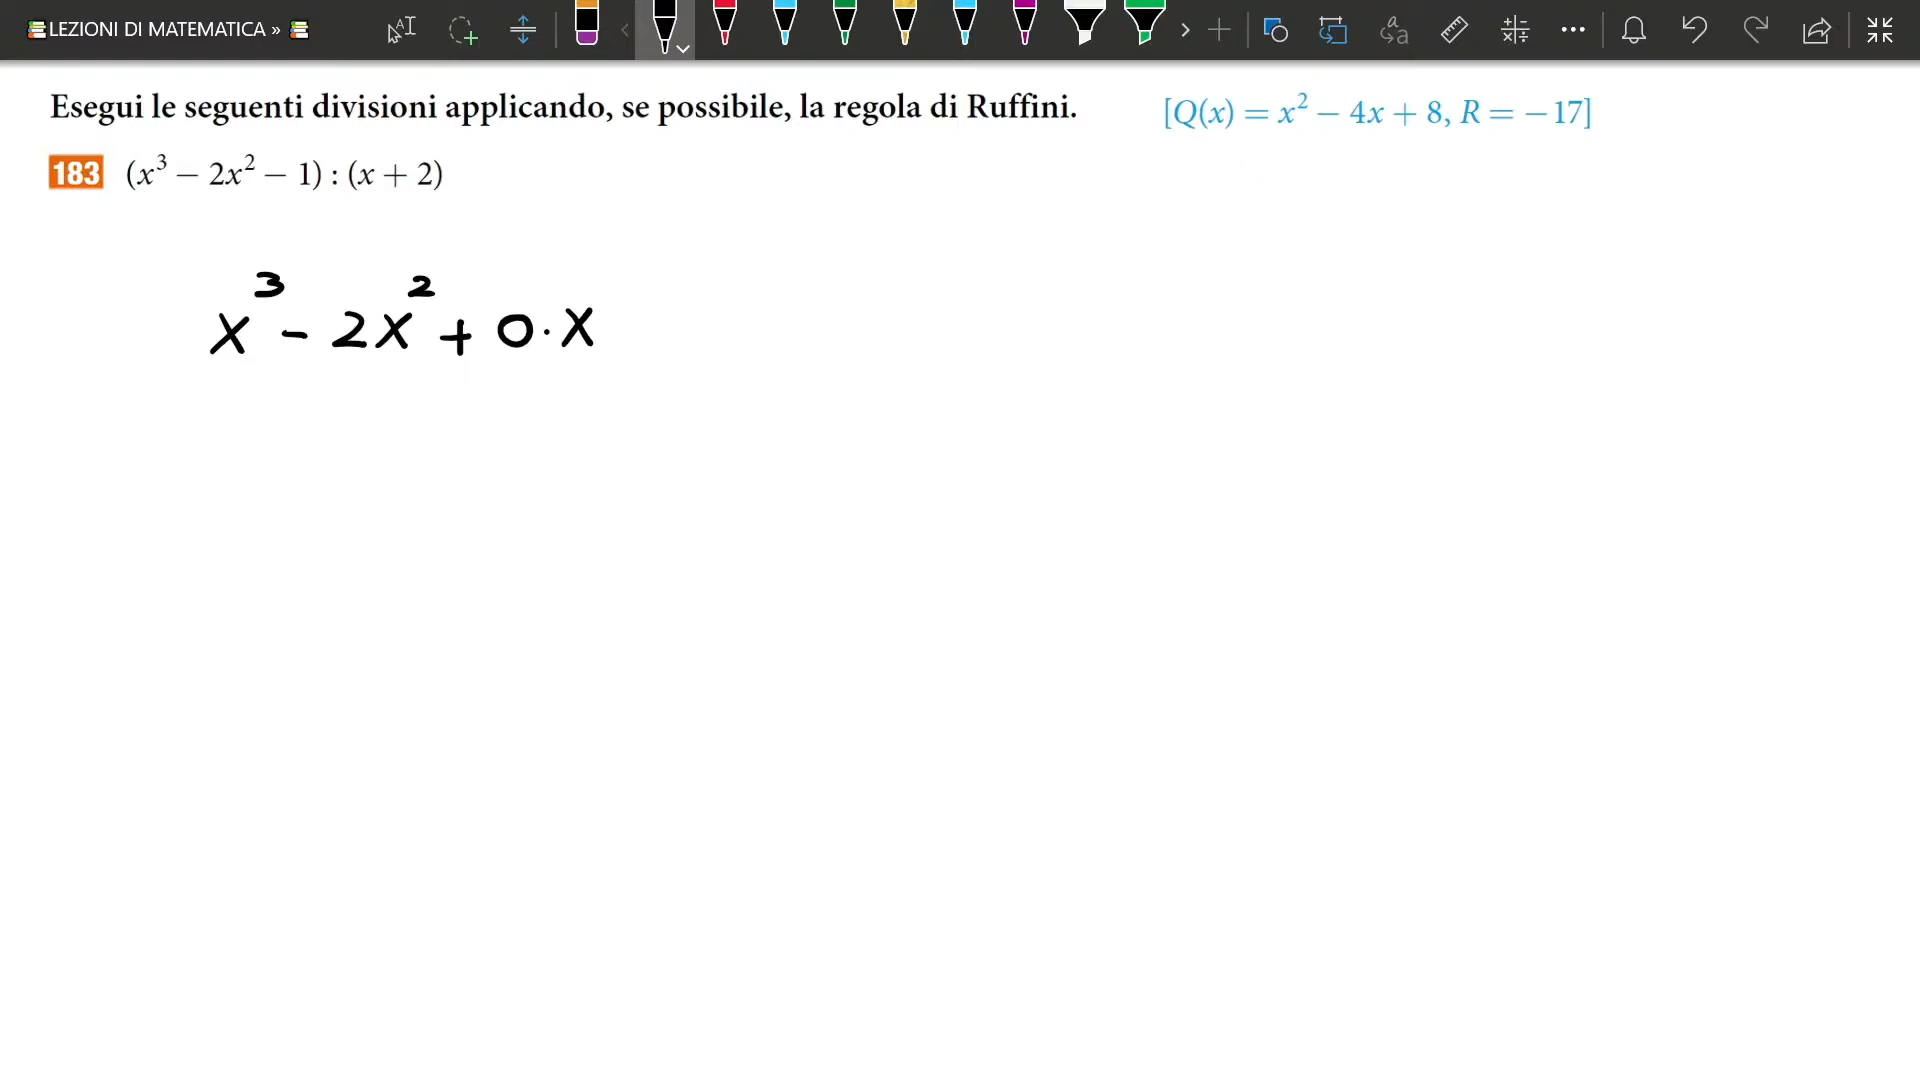 LEZIONI DI MATEMATICA »
Esegui le seguenti divisioni applicando, se possibile, la regola di Ruffini.
[Q(x) = x² − 4x + 8, R = −17]
183 (x³ − 2x² − 1) : (x + 2)
x³ - 2x² + 0·x